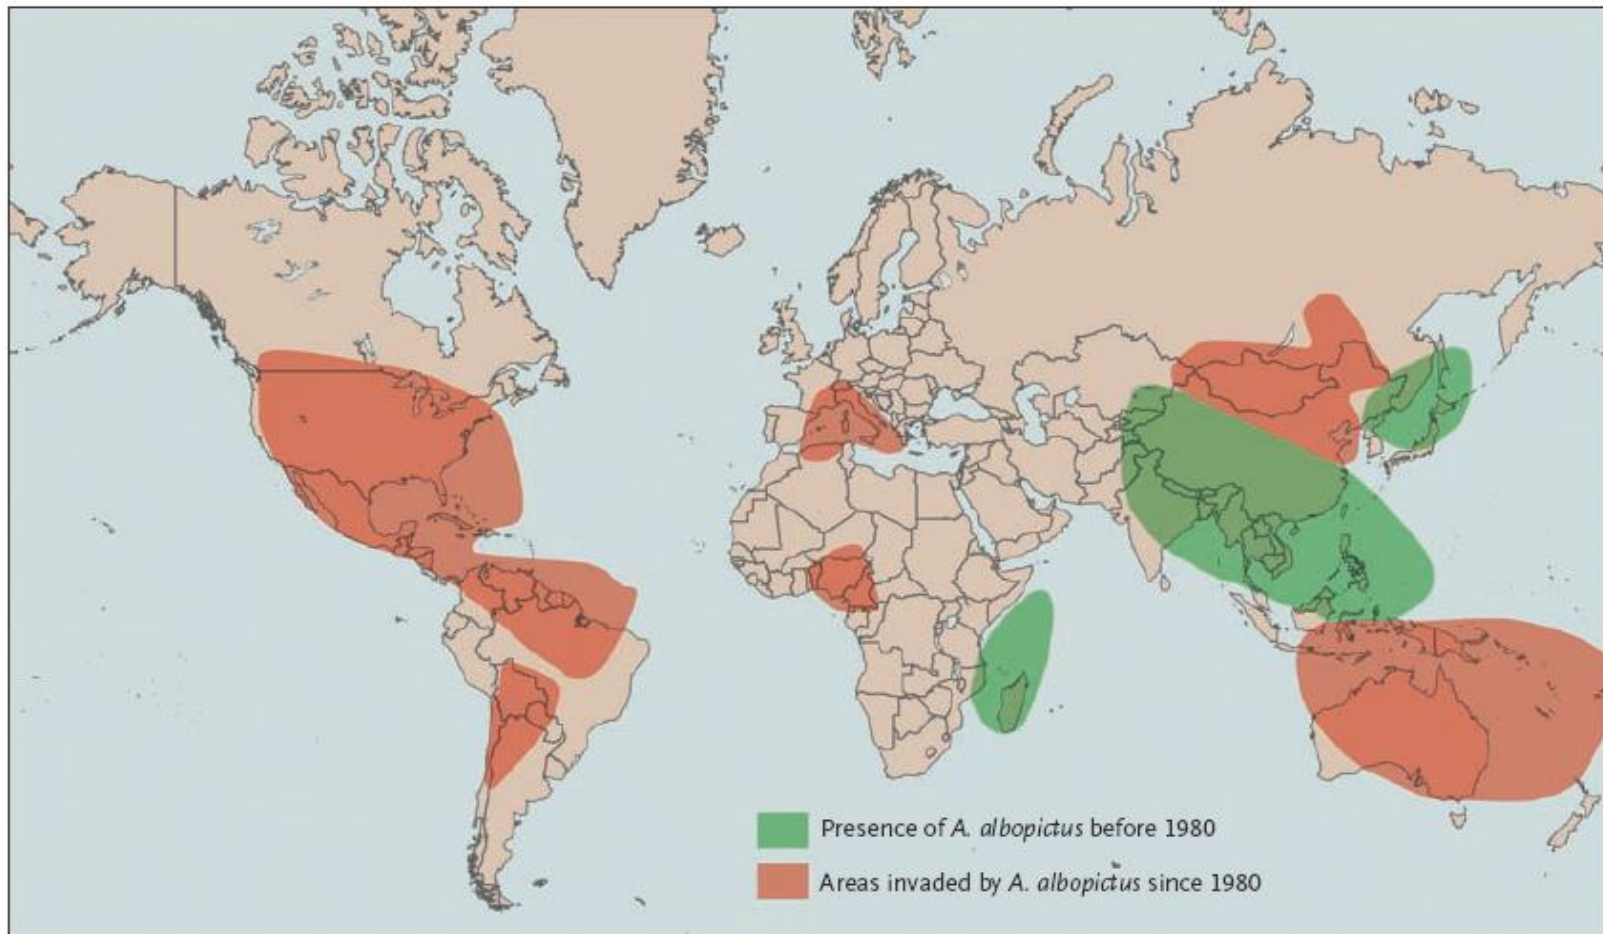 Presence of A. albopictus before 1980
Areas invaded by A. albopictus since 1980